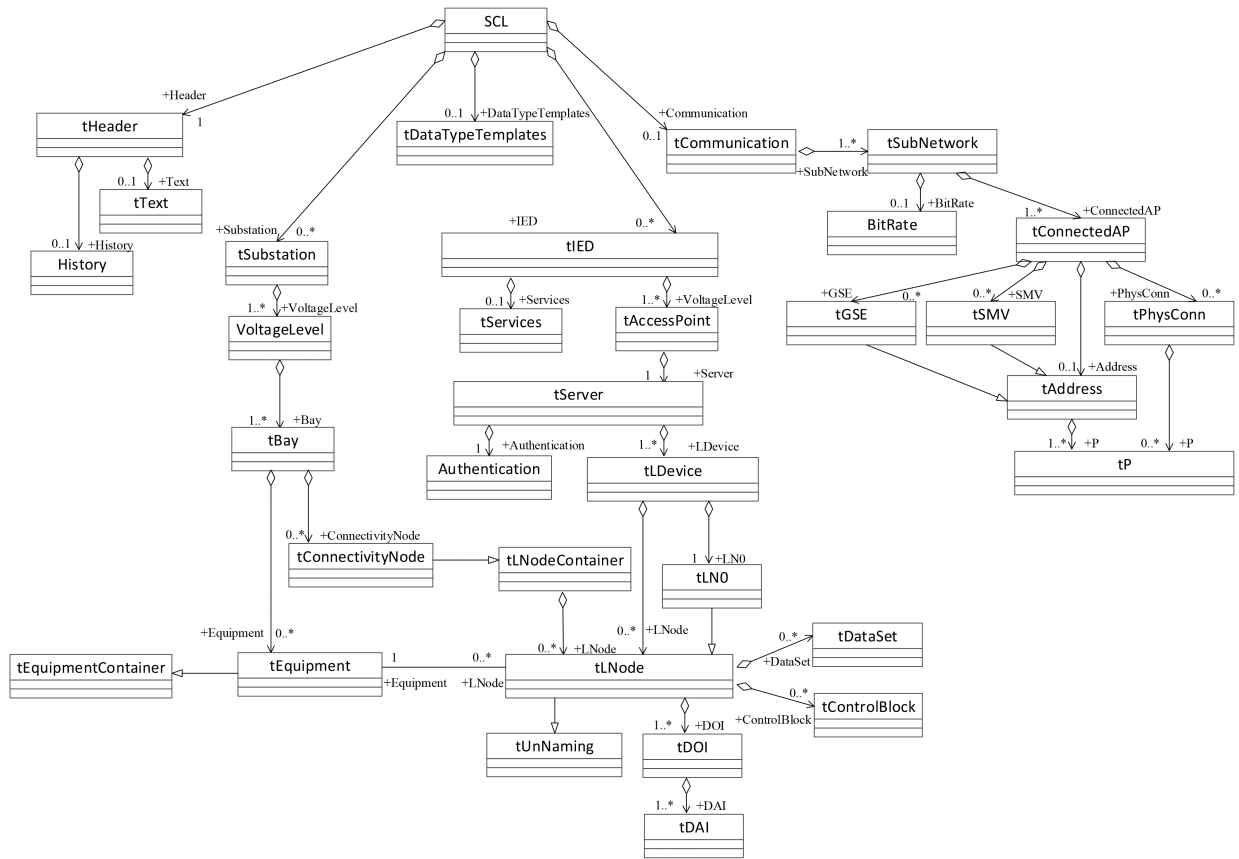 SCL
+Header
1
tHeader
0..1 +DataTypeTemplates
tDataTypeTemplates
+Communication
0..1
tCommunication
1..*
+SubNetwork
tSubNetwork
0..1 +Text
tText
0..1 +History
History
+Substation 0..*
tSubstation
+IED 0..*
tIED
0..1 +BitRate
BitRate
1..* +ConnectedAP
tConnectedAP
1..* +VoltageLevel
VoltageLevel
0..1 +Services
tServices
1..* +VoltageLevel
tAccessPoint
+GSE 0..*
tGSE
0..* +SMV
tSMV
+PhysConn 0..*
tPhysConn
1 +Server
tServer
0..1 +Address
tAddress
1..* +Bay
tBay
1 +Authentication
Authentication
1..* +LDevice
tLDevice
1..* +P
0..* +P
tP
0..* +ConnectivityNode
tConnectivityNode
tLNodeContainer
1 +LN0
tLN0
+Equipment 0..*
0..* +LNode
0..* +LNode
tEquipmentContainer
tEquipment
1
+Equipment
0..*
+LNode
tLNode
0..*
+DataSet
tDataSet
0..*
+ControlBlock
tControlBlock
tUnNaming
1..* +DOI
tDOI
1..* +DAI
tDAI